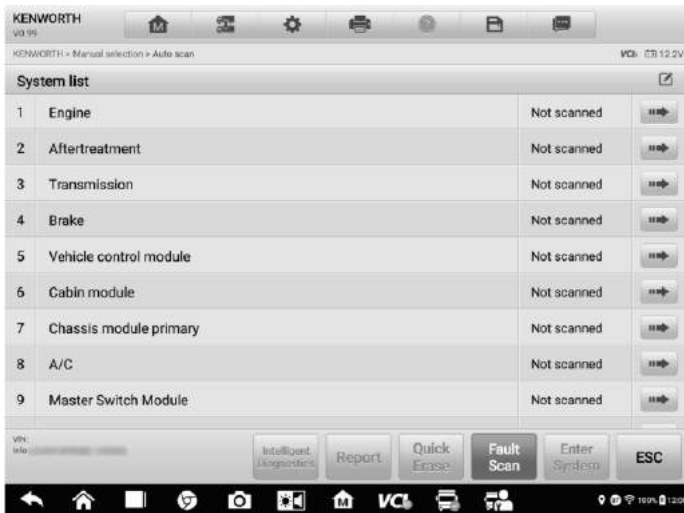 KENWORTH
V0.99
KENWORTH > Manual selection > Auto scan
VCI 12.2V
System list
1 Engine Not scanned
2 Aftertreatment Not scanned
3 Transmission Not scanned
4 Brake Not scanned
5 Vehicle control module Not scanned
6 Cabin module Not scanned
7 Chassis module primary Not scanned
8 A/C Not scanned
9 Master Switch Module Not scanned
VIN:
Info
Intelligent
Diagnostics
Report
Quick
Erase
Fault
Scan
Enter
System
ESC
M VCI M 100% 12:0